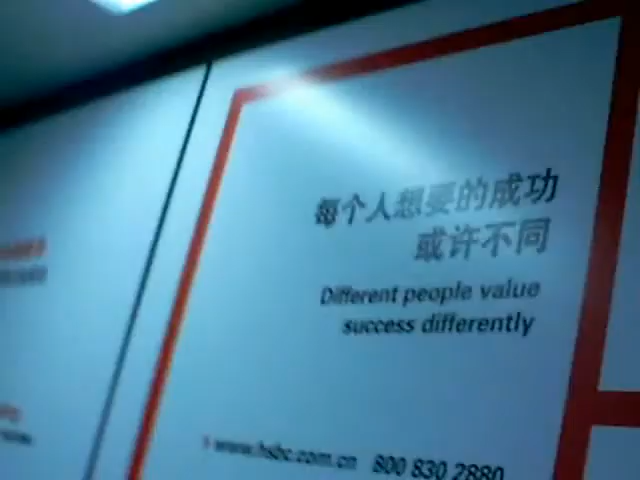 每个人想要的成功
或许不同
Different people value
success differently
www.hsbc.com.cn 800 830 2880